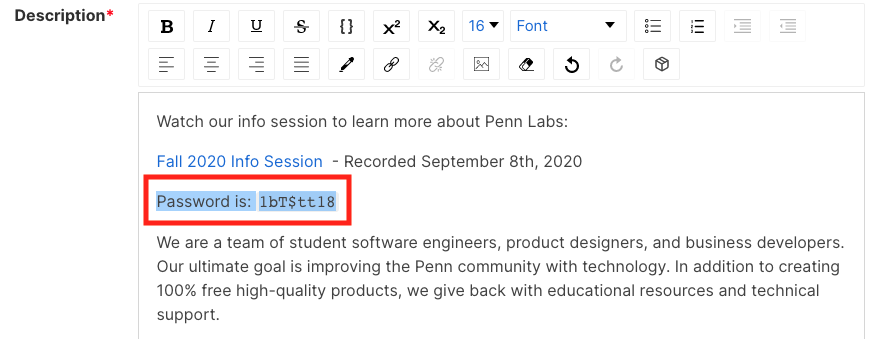 Description*
B I U S {} X² X₂ 16 Font
Watch our info session to learn more about Penn Labs:
Fall 2020 Info Session - Recorded September 8th, 2020
Password is: lbT$tt18
We are a team of student software engineers, product designers, and business developers.
Our ultimate goal is improving the Penn community with technology. In addition to creating
100% free high-quality products, we give back with educational resources and technical
support.